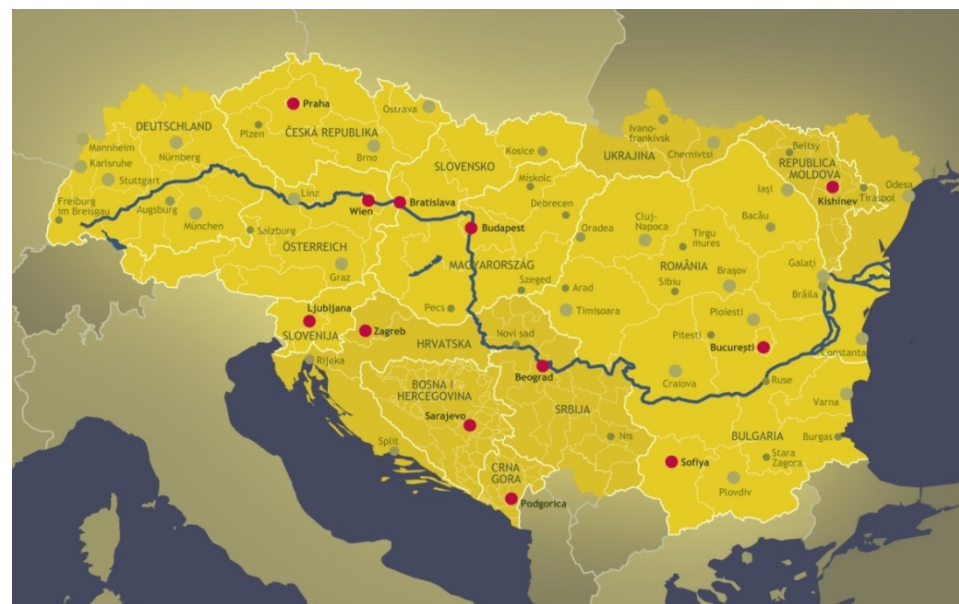 Praha
Ostrava
Plzen
DEUTSCHLAND
ČESKÁ REPUBLIKA
Mannheim
Nürnberg
Brno
Karlsruhe
Stuttgart
SLOVENSKO
Kosice
Ivano-
frankivsk
UKRAJINA
Chernivtsi
Beltsy
REPUBLICA
MOLDOVA
Freiburg
im Breisgau
Augsburg
München
Linz
Salzburg
Wien
Bratislava
Miskolc
Debrecen
Budapest
Iași
Kishinev
Tiraspol
Odesa
ÖSTERREICH
Graz
MAGYARORSZÁG
Oradea
Cluj-
Napoca
Tirgu
mures
Bacău
ROMÂNIA
Szeged
Arad
Sibiu
Brașov
Galați
Brăila
Pecs
Timisoara
Ljubljana
SLOVENIJA
Zagreb
HRVATSKA
Novi sad
Pitesti
Ploiesti
București
Constanta
Rijeka
Beograd
Craiova
Ruse
BOSNA I
HERCEGOVINA
Sarajevo
SRBIJA
Varna
Split
Nis
BULGARIA
Burgas
CRNA
GORA
Sofiya
Stara
Zagora
Plovdiv
Podgorica